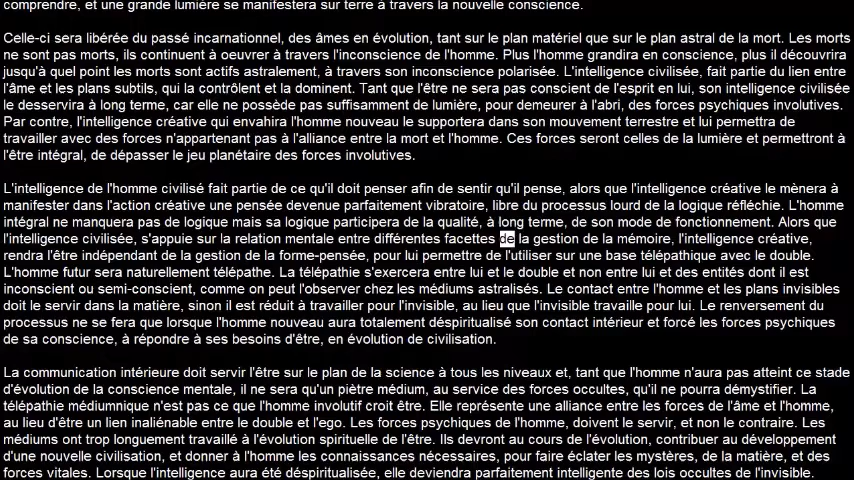 comprendre, et une grande lumière se manifestera sur terre à travers la nouvelle conscience.
Celle-ci sera libérée du passé incarnationnel, des âmes en évolution, tant sur le plan matériel que sur le plan astral de la mort. Les morts
ne sont pas morts, ils continuent à oeuvrer à travers l'inconscience de l'homme. Plus l'homme grandira en conscience, plus il découvrira
jusqu'à quel point les morts sont actifs astralement, à travers son inconscience polarisée. L'intelligence civilisée, fait partie du lien entre
l'âme et les plans subtils, qui la contrôlent et la dominent. Tant que l'être ne sera pas conscient de l'esprit en lui, son intelligence civilisée
le desservira à long terme, car elle ne possède pas suffisamment de lumière, pour demeurer à l'abri, des forces psychiques involutives.
Par contre, l'intelligence créative qui envahira l'homme nouveau le supportera dans son mouvement terrestre et lui permettra de
travailler avec des forces n'appartenant pas à l'alliance entre la mort et l'homme. Ces forces seront celles de la lumière et permettront à
l'être intégral, de dépasser le jeu planétaire des forces involutives.
L'intelligence de l'homme civilisé fait partie de ce qu'il doit penser afin de sentir qu'il pense, alors que l'intelligence créative le mènera à
manifester dans l'action créative une pensée devenue parfaitement vibratoire, libre du processus lourd de la logique réfléchie. L'homme
intégral ne manquera pas de logique mais sa logique participera de la qualité, à long terme, de son mode de fonctionnement. Alors que
l'intelligence civilisée, s'appuie sur la relation mentale entre différentes facettes de la gestion de la mémoire, l'intelligence créative,
rendra l'être indépendant de la gestion de la forme-pensée, pour lui permettre de l'utiliser sur une base télépathique avec le double.
L'homme futur sera naturellement télépathe. La télépathie s'exercera entre lui et le double et non entre lui et des entités dont il est
inconscient ou semi-conscient, comme on peut l'observer chez les médiums astralisés. Le contact entre l'homme et les plans invisibles
doit le servir dans la matière, sinon il est réduit à travailler pour l'invisible, au lieu que l'invisible travaille pour lui. Le renversement du
processus ne se fera que lorsque l'homme nouveau aura totalement déspiritualisé son contact intérieur et forcé les forces psychiques
de sa conscience, à répondre à ses besoins d'être, en évolution de civilisation.
La communication intérieure doit servir l'être sur le plan de la science à tous les niveaux et, tant que l'homme n'aura pas atteint ce stade
d'évolution de la conscience mentale, il ne sera qu'un piètre médium, au service des forces occultes, qu'il ne pourra démystifier. La
télépathie médiumnique n'est pas ce que l'homme involutif croit être. Elle représente une alliance entre les forces de l'âme et l'homme,
au lieu d'être un lien inaliénable entre le double et l'ego. Les forces psychiques de l'homme, doivent le servir, et non le contraire. Les
médiums ont trop longuement travaillé à l'évolution spirituelle de l'être. Ils devront au cours de l'évolution, contribuer au développement
d'une nouvelle civilisation, et donner à l'homme les connaissances nécessaires, pour faire éclater les mystères, de la matière, et des
forces vitales. Lorsque l'intelligence aura été déspiritualisée, elle deviendra parfaitement intelligente des lois occultes de l'invisible.